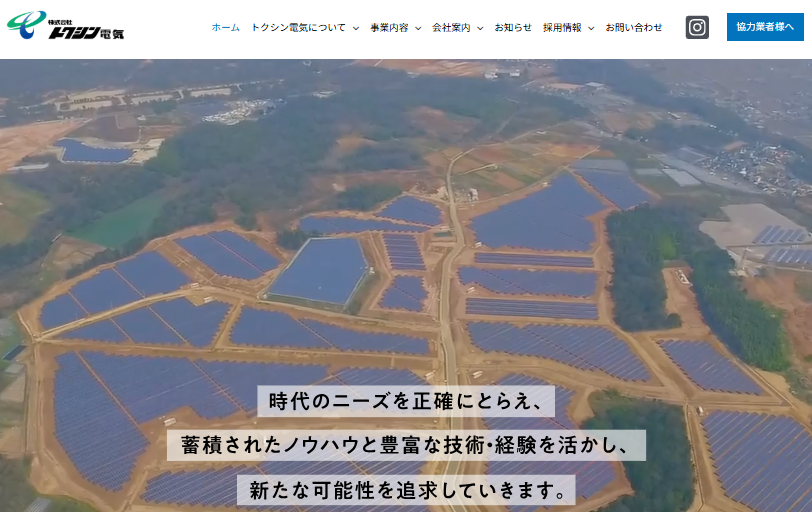 株式会社
トクシン電気
ホーム トクシン電気について 事業内容 会社案内 お知らせ 採用情報 お問い合わせ
協力業者様へ
時代のニーズを正確にとらえ、
蓄積されたノウハウと豊富な技術・経験を活かし、
新たな可能性を追求していきます。